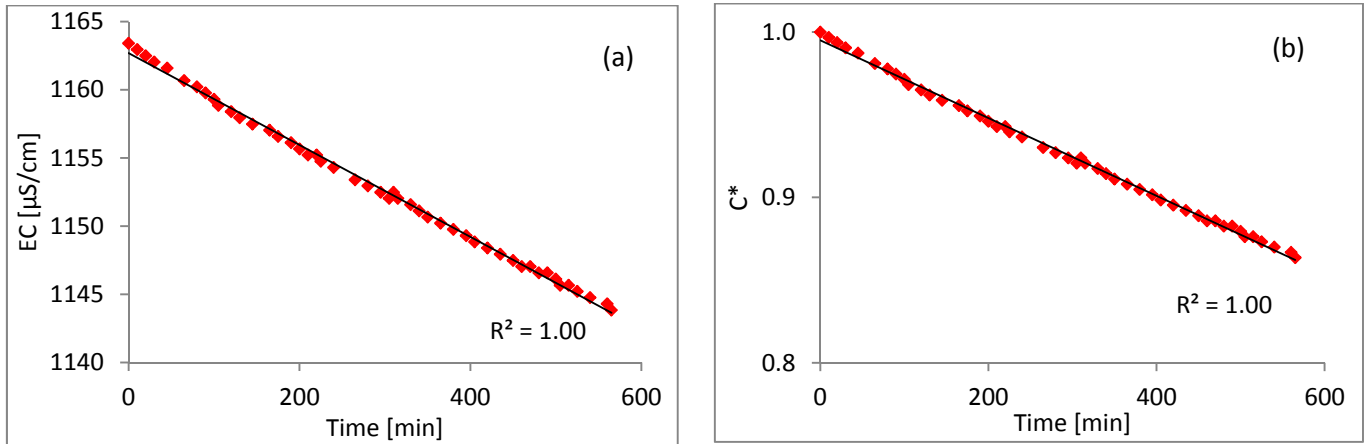 (a)
EC [µS/cm]
1165
1160
1155
1150
1145
1140
0 200 400 600
Time [min]
R² = 1.00
(b)
C*
1.0
0.9
0.8
0 200 400 600
Time [min]
R² = 1.00